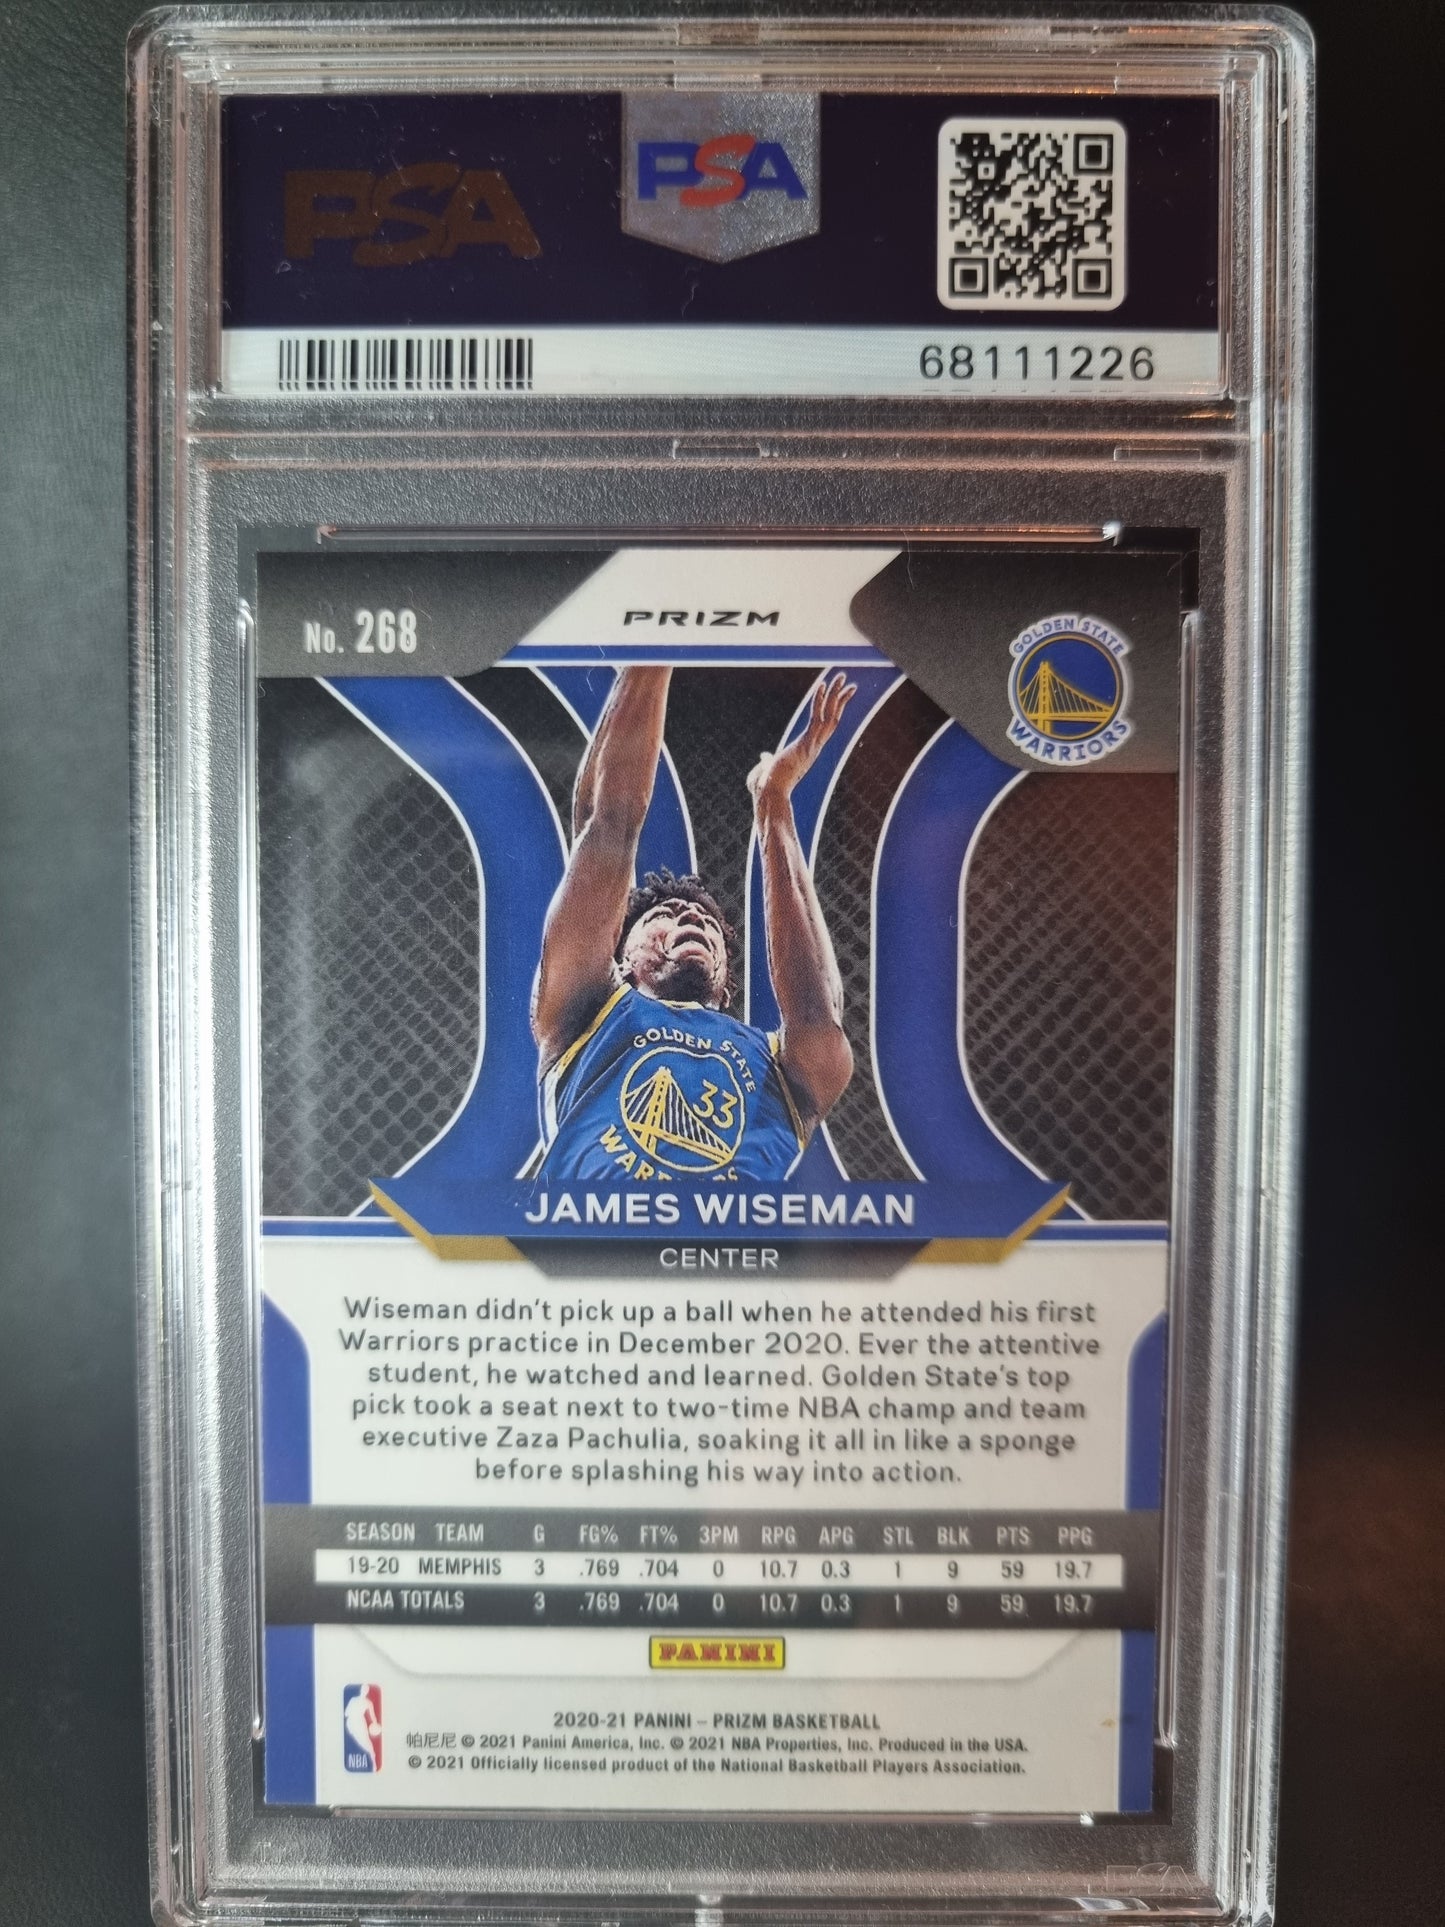 PSA
PSA
68111226
No. 268
PRIZM
GOLDEN STATE
WARRIORS
GOLDEN STATE
33
WARRIORS
JAMES WISEMAN
CENTER
Wiseman didn't pick up a ball when he attended his first
Warriors practice in December 2020. Ever the attentive
student, he watched and learned. Golden State's top
pick took a seat next to two-time NBA champ and team
executive Zaza Pachulia, soaking it all in like a sponge
before splashing his way into action.
SEASON TEAM G FG% FT% 3PM RPG APG STL BLK PTS PPG
19-20 MEMPHIS 3 .769 .704 0 10.7 0.3 1 9 59 19.7
NCAA TOTALS 3 .769 .704 0 10.7 0.3 1 9 59 19.7
PANINI
NBA
2020-21 PANINI – PRIZM BASKETBALL
帕尼尼 © 2021 Panini America, Inc. © 2021 NBA Properties, Inc. Produced in the USA.
© 2021 Officially licensed product of the National Basketball Players Association.
PSA